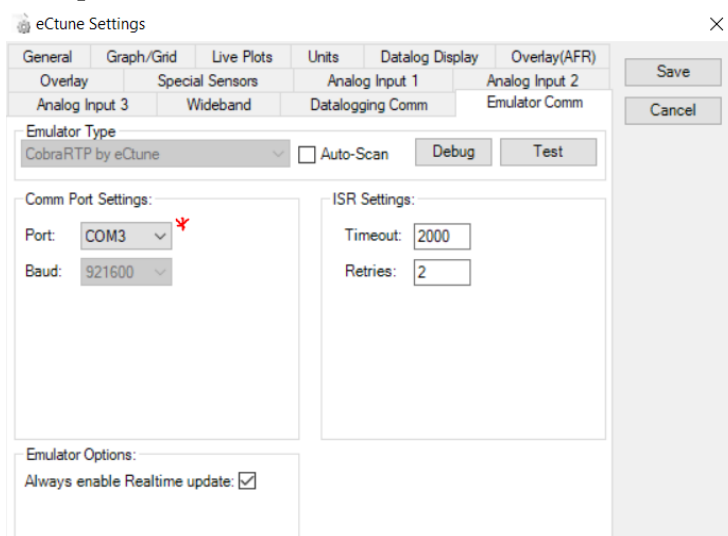 eCtune Settings
General Graph/Grid Live Plots Units Datalog Display Overlay(AFR)
Overlay Special Sensors Analog Input 1 Analog Input 2
Analog Input 3 Wideband Datalogging Comm Emulator Comm
Save
Cancel
Emulator Type
CobraRTP by eCtune Auto-Scan Debug Test
Comm Port Settings:
Port: COM3 *
Baud: 921600
ISR Settings:
Timeout: 2000
Retries: 2
Emulator Options:
Always enable Realtime update: